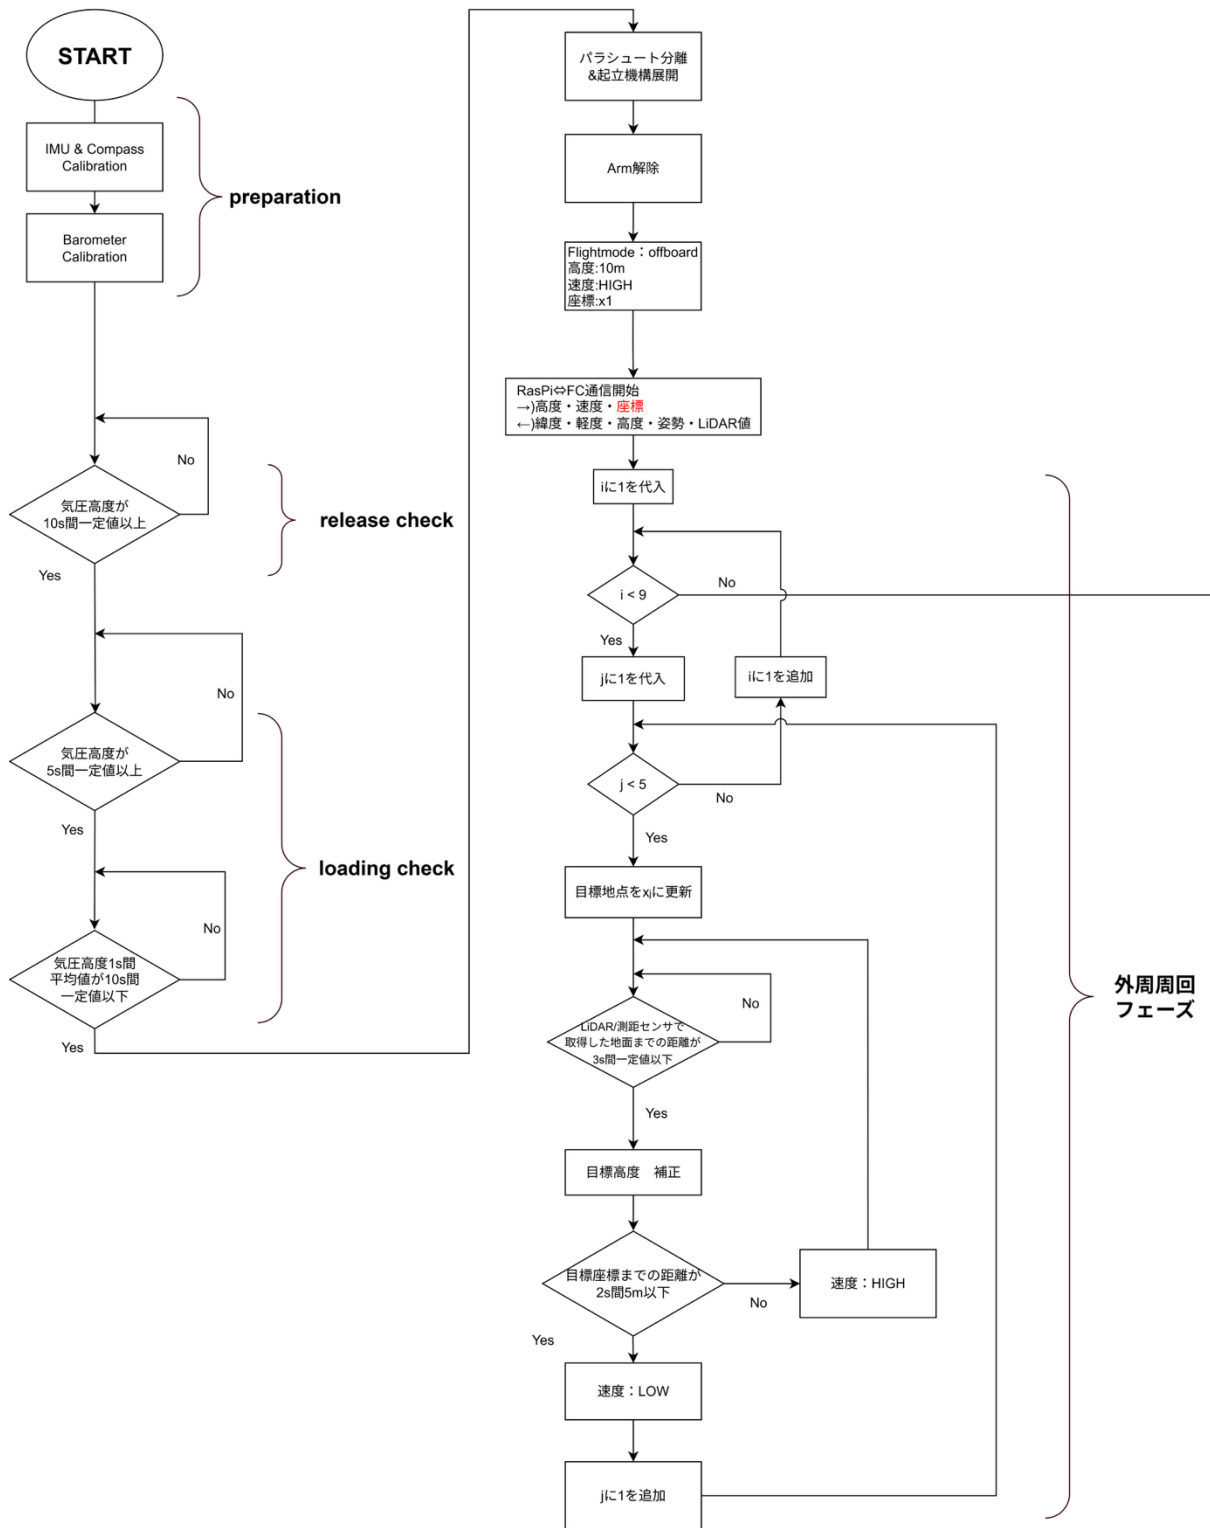 START
IMU & Compass
Calibration
Barometer
Calibration
preparation
No
気圧高度が
10s間一定値以上
Yes
release check
No
気圧高度が
5s間一定値以上
Yes
No
気圧高度1s間
平均値が10s間
一定値以下
Yes
loading check
パラシュート分離
&起立機構展開
Arm解除
Flightmode：offboard
高度:10m
速度:HIGH
座標:x1
RasPi⇔FC通信開始
→)高度・速度・座標
←)緯度・軽度・高度・姿勢・LiDAR値
iに1を代入
i < 9
No
Yes
jに1を代入
iに1を追加
j < 5
No
Yes
目標地点をxjに更新
No
LiDAR/測距センサで
取得した地面までの距離が
3s間一定値以下
Yes
目標高度　補正
目標座標までの距離が
2s間5m以下
No
速度：HIGH
Yes
速度：LOW
jに1を追加
外周周回
フェーズ